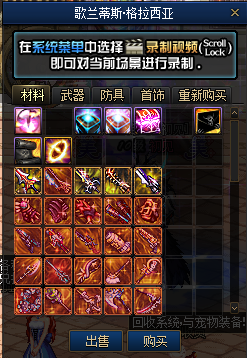 歌兰蒂斯·格拉西亚
在系统菜单中选择 录制视频(Scroll Lock)
即可对当前场景进行录制.
材料 武器 防具 首饰 重新购买
回收系统-与宠物装备!
出售 购买